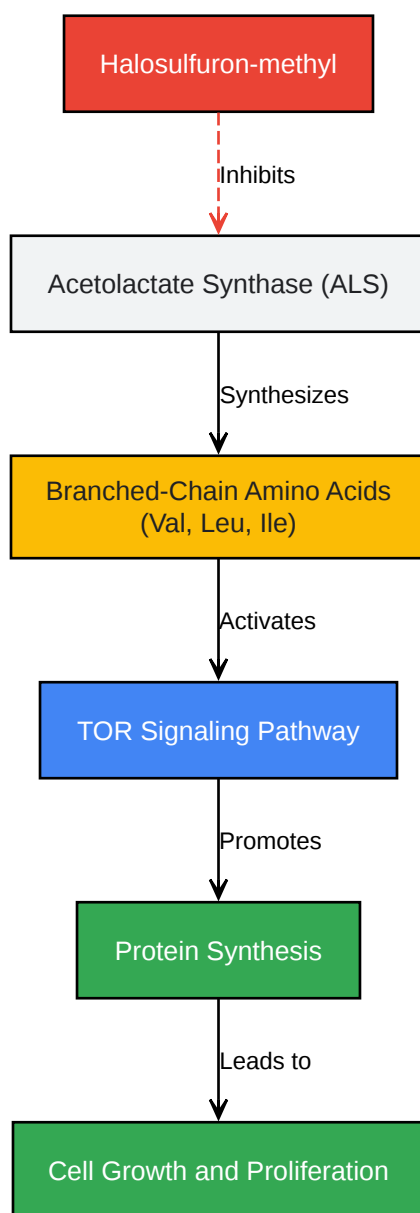 Halosulfuron-methyl
Inhibits
Acetolactate Synthase (ALS)
Synthesizes
Branched-Chain Amino Acids
(Val, Leu, Ile)
Activates
TOR Signaling Pathway
Promotes
Protein Synthesis
Leads to
Cell Growth and Proliferation